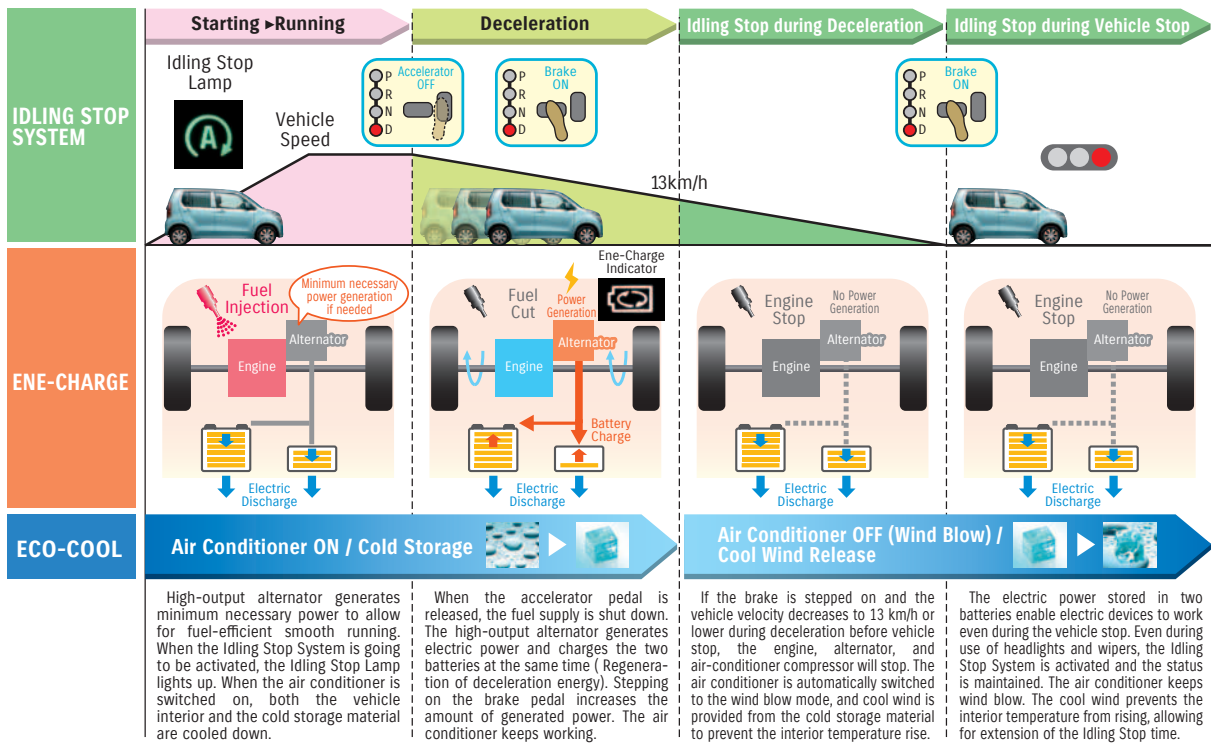 Starting ▸Running
Deceleration
Idling Stop during Deceleration
Idling Stop during Vehicle Stop
IDLING STOP
SYSTEM
Idling Stop
Lamp
A
Vehicle
Speed
P
R
N
D
Accelerator
OFF
P
R
N
D
Brake
ON
13km/h
P
R
N
D
Brake
ON
ENE-CHARGE
Fuel
Injection
Minimum necessary
power generation
if needed
Alternator
Engine
Electric
Discharge
Fuel
Cut
Power
Generation
Ene-Charge
Indicator
Alternator
Engine
Battery
Charge
Electric
Discharge
Engine
Stop
No Power
Generation
Alternator
Engine
Electric
Discharge
Engine
Stop
No Power
Generation
Alternator
Engine
Electric
Discharge
ECO-COOL
Air Conditioner ON / Cold Storage
Air Conditioner OFF (Wind Blow) /
Cool Wind Release
High-output alternator generates
minimum necessary power to allow
for fuel-efficient smooth running.
When the Idling Stop System is going
to be activated, the Idling Stop Lamp
lights up. When the air conditioner is
switched on, both the vehicle
interior and the cold storage material
are cooled down.
When the accelerator pedal is
released, the fuel supply is shut down.
The high-output alternator generates
electric power and charges the two
batteries at the same time ( Regenera-
tion of deceleration energy). Stepping
on the brake pedal increases the
amount of generated power. The air
conditioner keeps working.
If the brake is stepped on and the
vehicle velocity decreases to 13 km/h or
lower during deceleration before vehicle
stop, the engine, alternator, and
air-conditioner compressor will stop. The
air conditioner is automatically switched
to the wind blow mode, and cool wind is
provided from the cold storage material
to prevent the interior temperature rise.
The electric power stored in two
batteries enable electric devices to work
even during the vehicle stop. Even during
use of headlights and wipers, the Idling
Stop System is activated and the status
is maintained. The air conditioner keeps
wind blow. The cool wind prevents the
interior temperature from rising, allowing
for extension of the Idling Stop time.